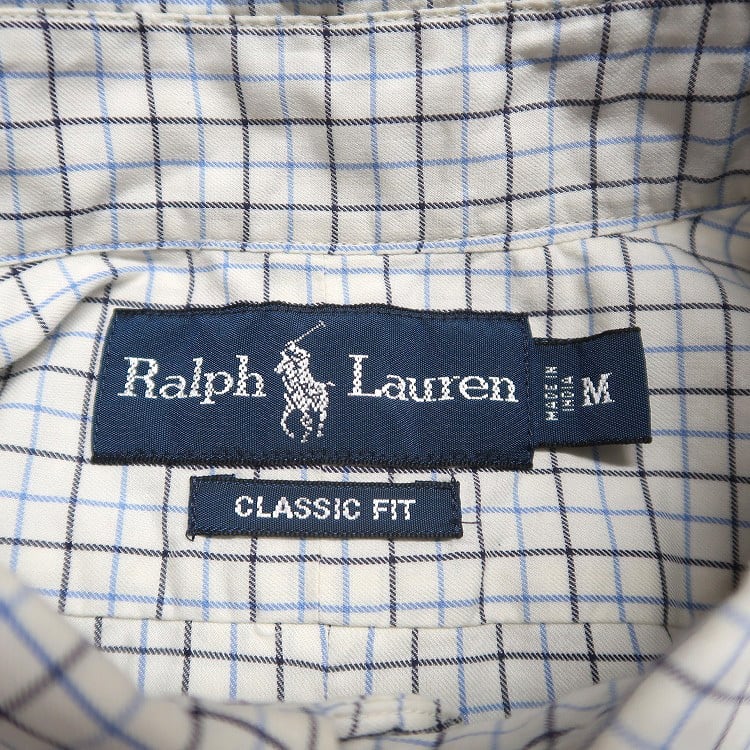 Ralph Lauren
MADE IN
INDIA
M
CLASSIC FIT